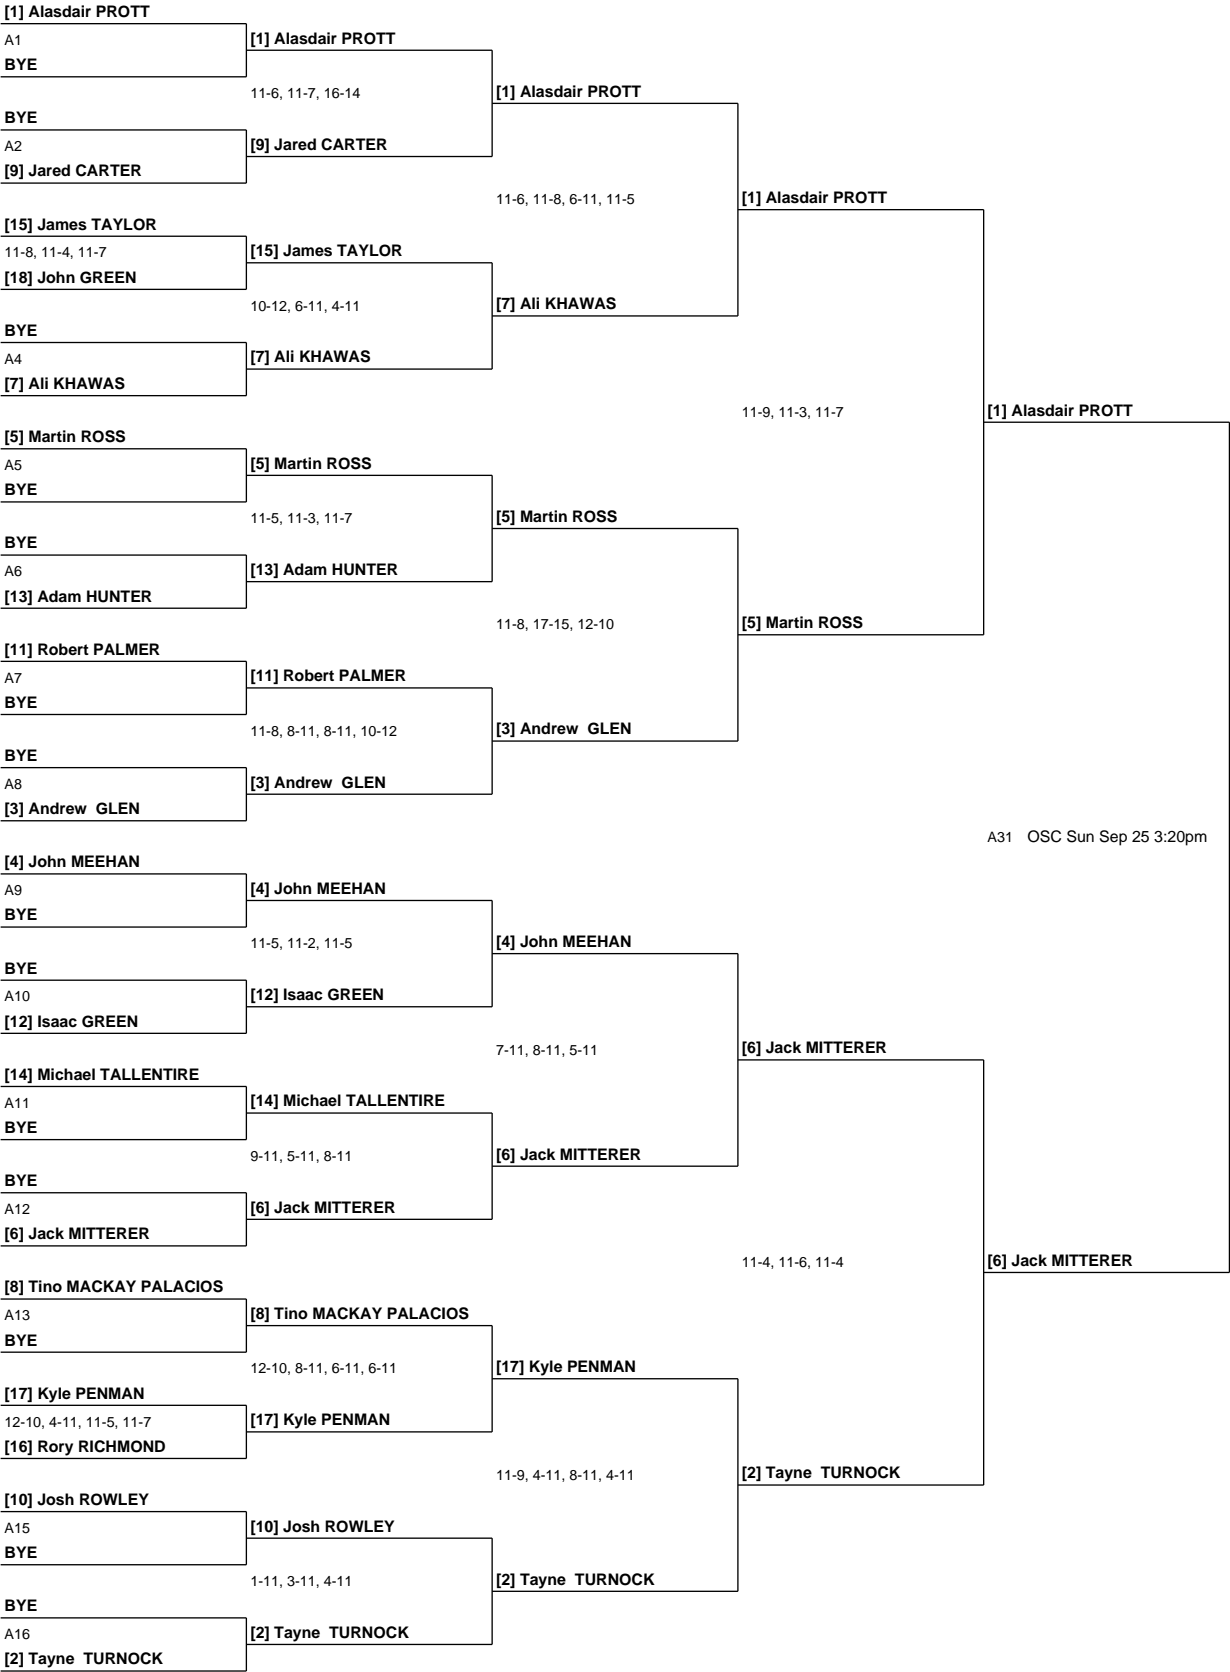 [1] Alasdair PROTT
A1
BYE
[1] Alasdair PROTT
11-6, 11-7, 16-14
BYE
A2
[9] Jared CARTER
[9] Jared CARTER
[1] Alasdair PROTT
11-6, 11-8, 6-11, 11-5
[15] James TAYLOR
11-8, 11-4, 11-7
[18] John GREEN
[15] James TAYLOR
10-12, 6-11, 4-11
BYE
A4
[7] Ali KHAWAS
[7] Ali KHAWAS
[7] Ali KHAWAS
[1] Alasdair PROTT
11-9, 11-3, 11-7
[5] Martin ROSS
A5
BYE
[5] Martin ROSS
11-5, 11-3, 11-7
BYE
A6
[13] Adam HUNTER
[13] Adam HUNTER
[5] Martin ROSS
11-8, 17-15, 12-10
[11] Robert PALMER
A7
BYE
[11] Robert PALMER
11-8, 8-11, 8-11, 10-12
BYE
A8
[3] Andrew  GLEN
[3] Andrew  GLEN
[3] Andrew  GLEN
[5] Martin ROSS
[1] Alasdair PROTT
A31 OSC Sun Sep 25 3:20pm
[4] John MEEHAN
A9
BYE
[4] John MEEHAN
11-5, 11-2, 11-5
BYE
A10
[12] Isaac GREEN
[12] Isaac GREEN
[4] John MEEHAN
7-11, 8-11, 5-11
[14] Michael TALLENTIRE
A11
BYE
[14] Michael TALLENTIRE
9-11, 5-11, 8-11
BYE
A12
[6] Jack MITTERER
[6] Jack MITTERER
[6] Jack MITTERER
[6] Jack MITTERER
11-4, 11-6, 11-4
[8] Tino MACKAY PALACIOS
A13
BYE
[8] Tino MACKAY PALACIOS
12-10, 8-11, 6-11, 6-11
[17] Kyle PENMAN
12-10, 4-11, 11-5, 11-7
[16] Rory RICHMOND
[17] Kyle PENMAN
[17] Kyle PENMAN
11-9, 4-11, 8-11, 4-11
[10] Josh ROWLEY
A15
BYE
[10] Josh ROWLEY
1-11, 3-11, 4-11
BYE
A16
[2] Tayne  TURNOCK
[2] Tayne  TURNOCK
[2] Tayne  TURNOCK
[2] Tayne  TURNOCK
[6] Jack MITTERER